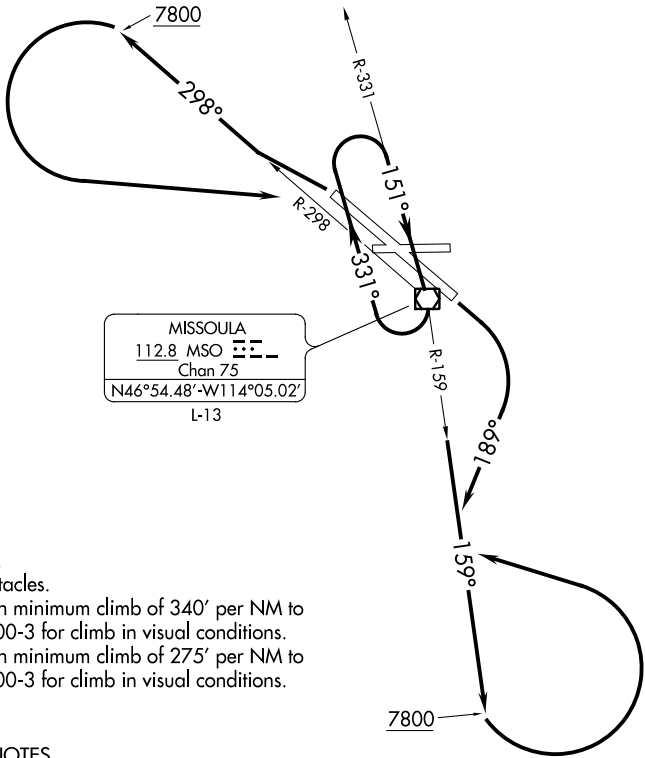 7800
298°
R-331
151°
R-298
331°
MISSOULA
112.8 MSO
Chan 75
N46°54.48'-W114°05.02'
L-13
R-159
189°
159°
tacles.
n minimum climb of 340' per NM to
00-3 for climb in visual conditions.
n minimum climb of 275' per NM to
00-3 for climb in visual conditions.
7800
NOTES